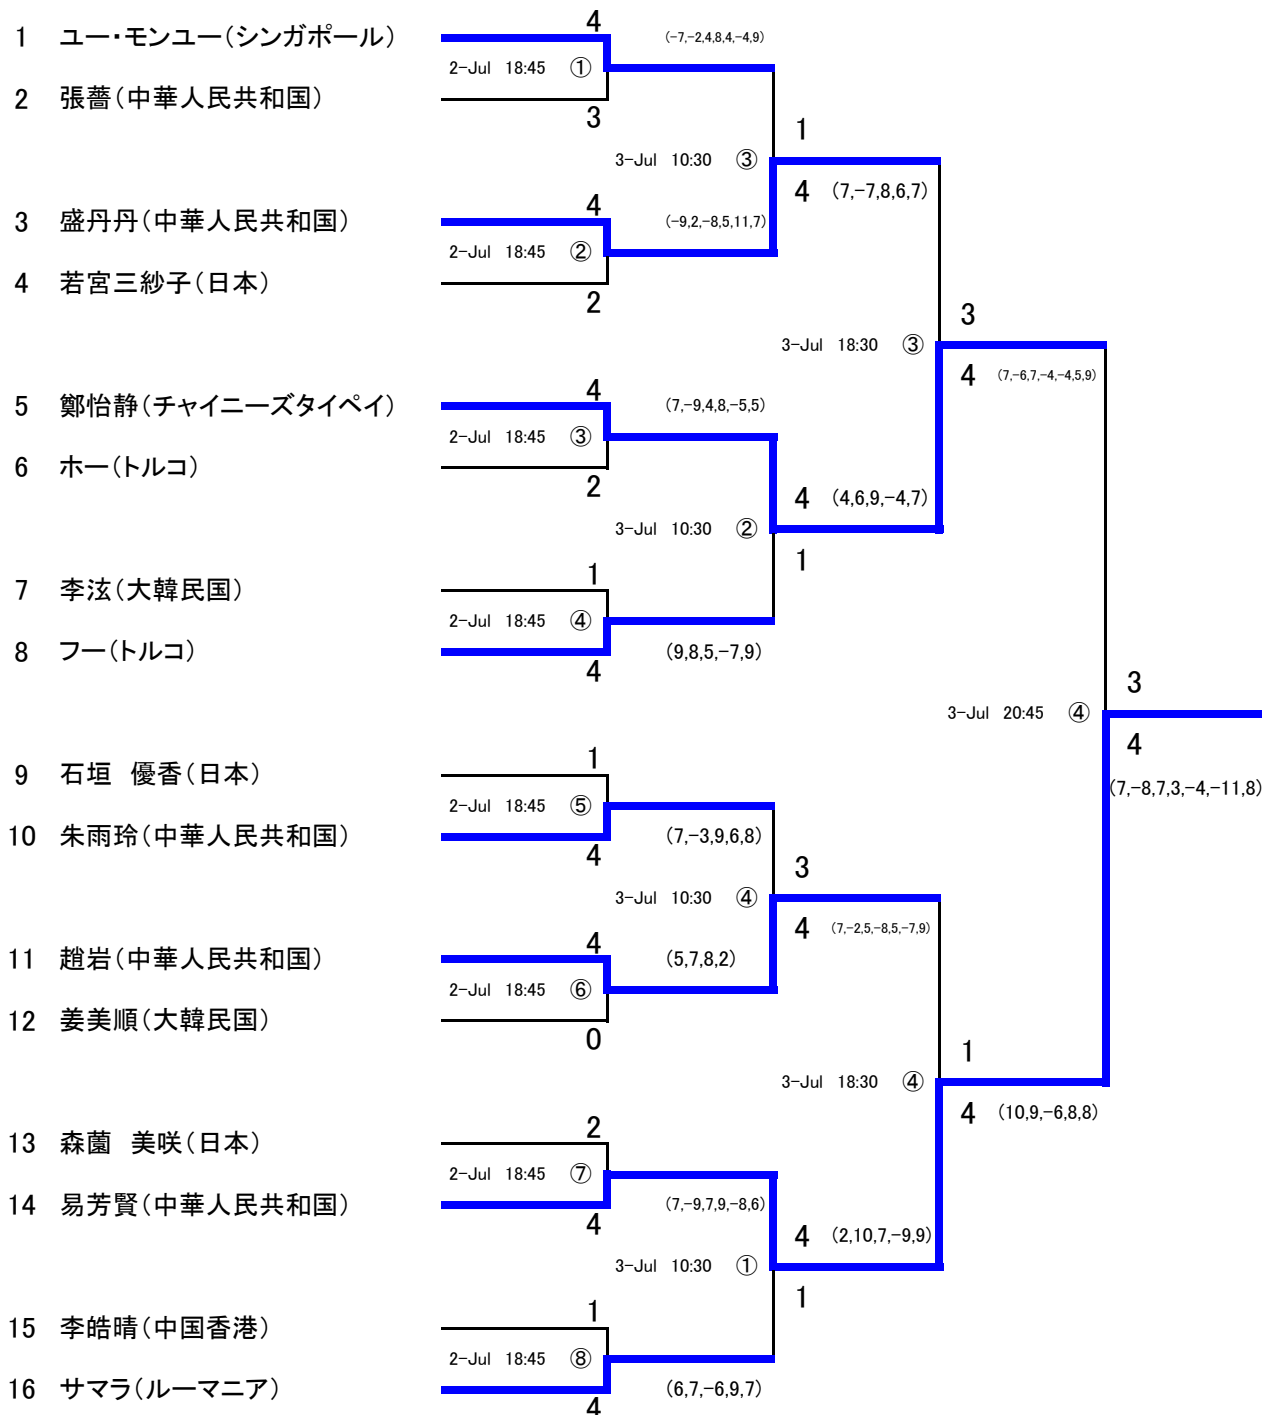 4
1 ユー・モンユー(シンガポール) (-7,-2,4,8,4,-4,9)
2-Jul 18:45 ①
2 張薔(中華人民共和国)
3
1
3-Jul 10:30 ③
4 (7,-7,8,6,7)
4
3 盛丹丹(中華人民共和国) (-9,2,-8,5,11,7)
2-Jul 18:45 ②
4 若宮三紗子(日本)
2
3
3-Jul 18:30 ③
4 (7,-6,7,-4,-4,5,9)
4
5 鄭怡静(チャイニーズタイペイ) (7,-9,4,8,-5,5)
2-Jul 18:45 ③
6 ホー(トルコ)
2
4 (4,6,9,-4,7)
3-Jul 10:30 ②
1
1
7 李泫(大韓民国)
2-Jul 18:45 ④
8 フー(トルコ) (9,8,5,-7,9)
4
3
3-Jul 20:45 ④
4
(7,-8,7,3,-4,-11,8)
1
9 石垣 優香(日本)
2-Jul 18:45 ⑤
10 朱雨玲(中華人民共和国) (7,-3,9,6,8)
4
3
3-Jul 10:30 ④
4 (7,-2,5,-8,5,-7,9)
4
11 趙岩(中華人民共和国) (5,7,8,2)
2-Jul 18:45 ⑥
12 姜美順(大韓民国)
0
1
3-Jul 18:30 ④
4 (10,9,-6,8,8)
2
13 森薗 美咲(日本)
2-Jul 18:45 ⑦
14 易芳賢(中華人民共和国) (7,-9,7,9,-8,6)
4
4 (2,10,7,-9,9)
3-Jul 10:30 ①
1
1
15 李皓晴(中国香港)
2-Jul 18:45 ⑧
16 サマラ(ルーマニア) (6,7,-6,9,7)
4